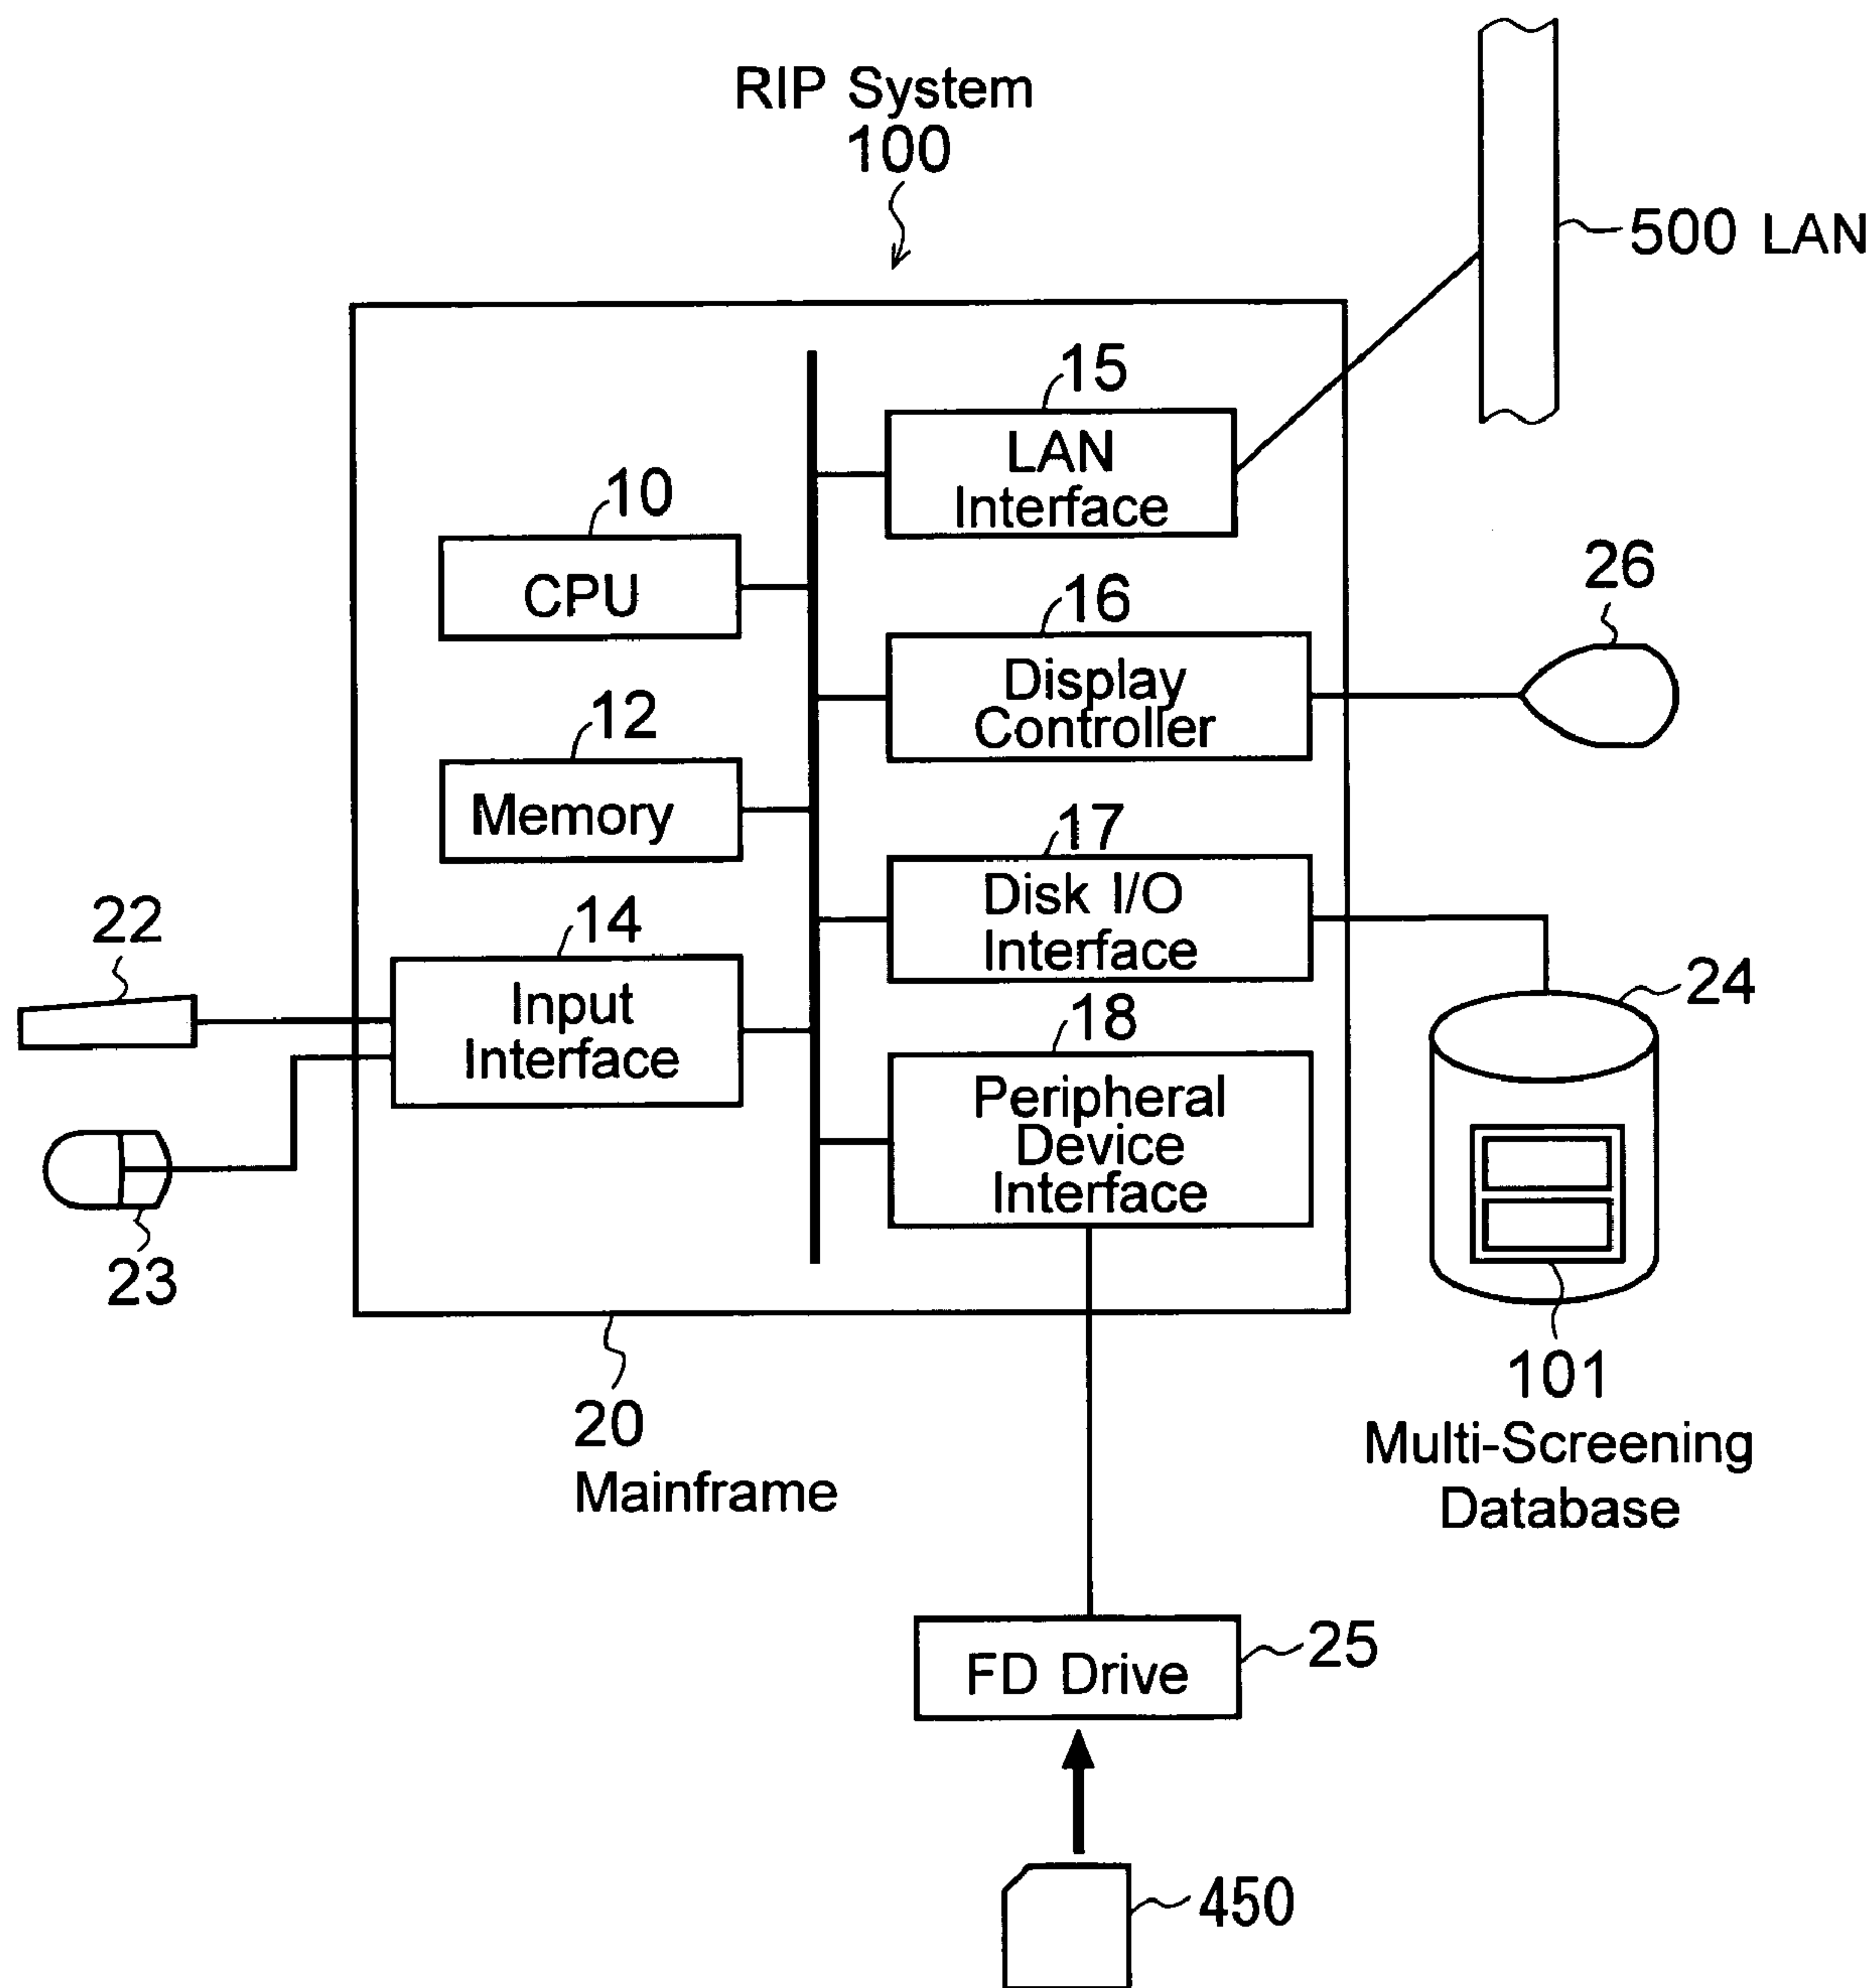 RIP System
100
500 LAN
15
LAN
Interface
10
CPU
16
Display
Controller
26
12
Memory
17
Disk I/O
Interface
22
14
Input
Interface
24
18
Peripheral
Device
Interface
23
20
Mainframe
101
Multi-Screening
Database
FD Drive
25
450